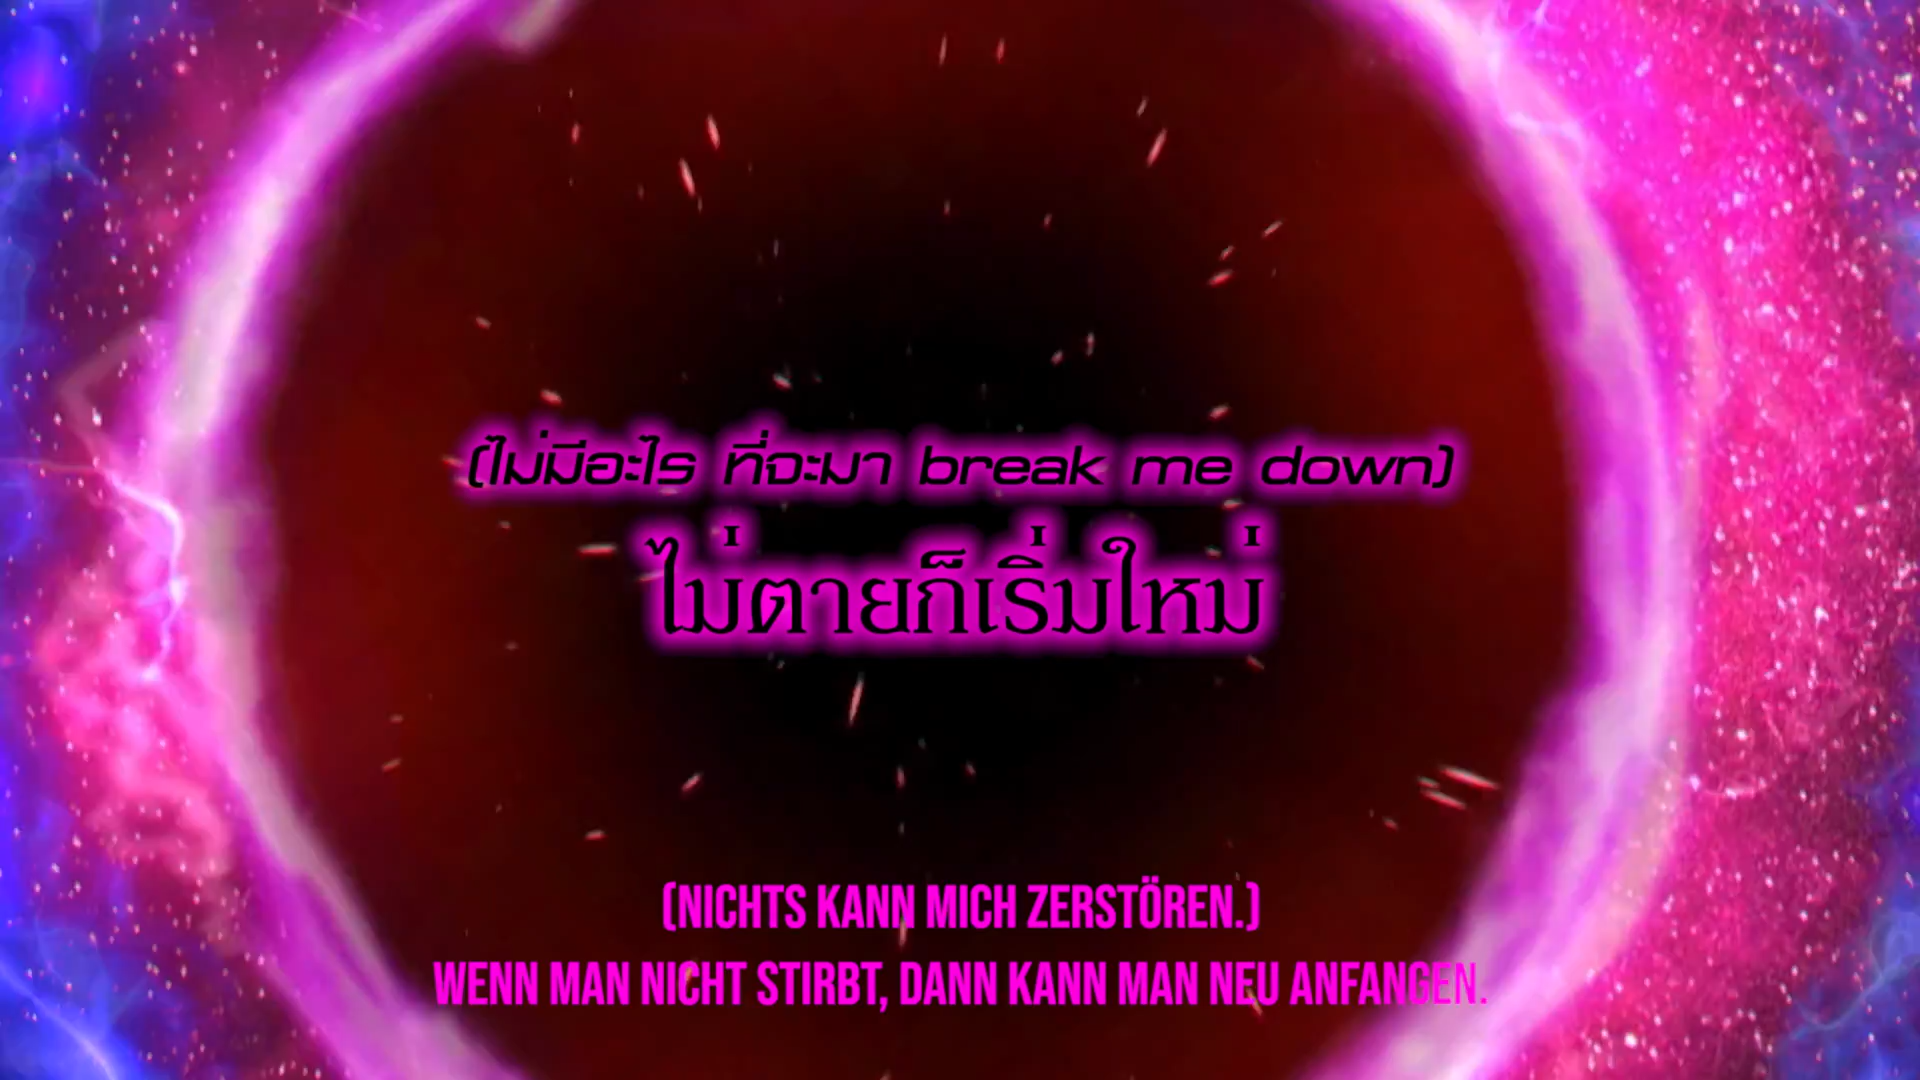 (ไม่มีอะไร ที่จะมา break me down)
ไม่ตายก็เริ่มใหม่
(NICHTS KANN MICH ZERSTÖREN.)
WENN MAN NICHT STIRBT, DANN KANN MAN NEU ANFANGEN.